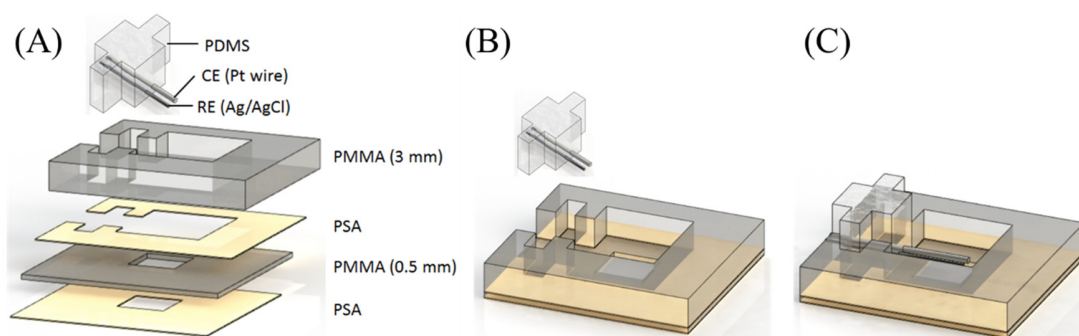 (A)
PDMS
CE (Pt wire)
RE (Ag/AgCl)
PMMA (3 mm)
PSA
PMMA (0.5 mm)
PSA
(B)
(C)